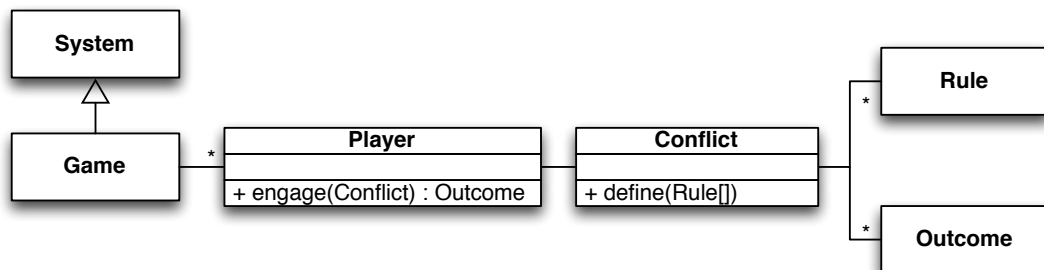 System
Game
*
Player
+ engage(Conflict) : Outcome
Conflict
+ define(Rule[])
*
Rule
*
Outcome